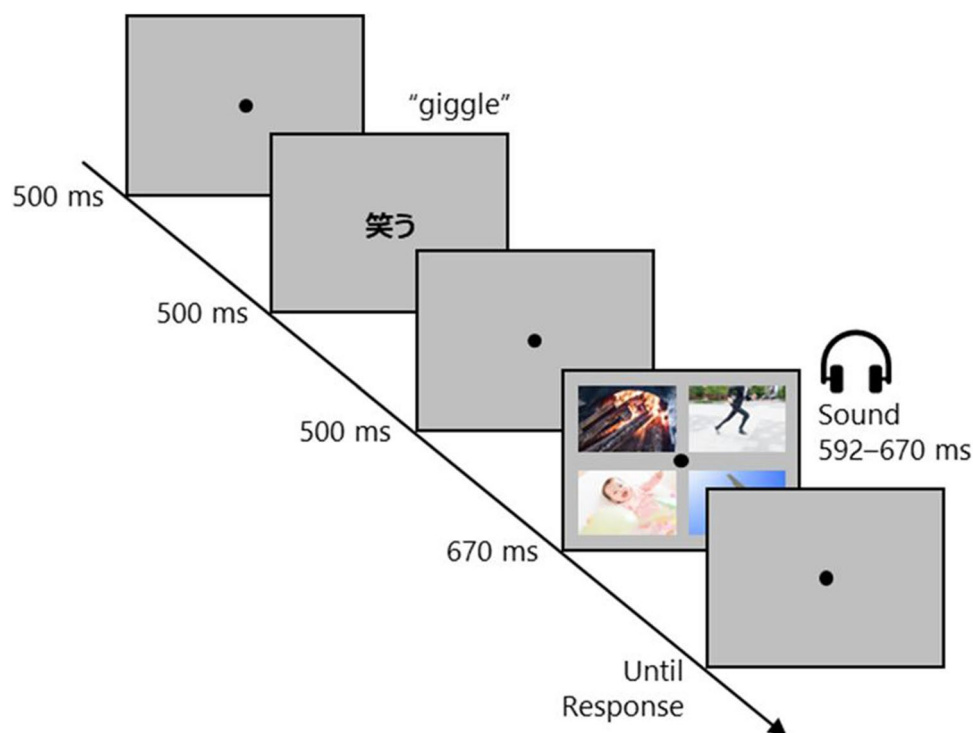 “giggle”
500 ms
笑う
500 ms
500 ms
Sound
592–670 ms
670 ms
Until
Response